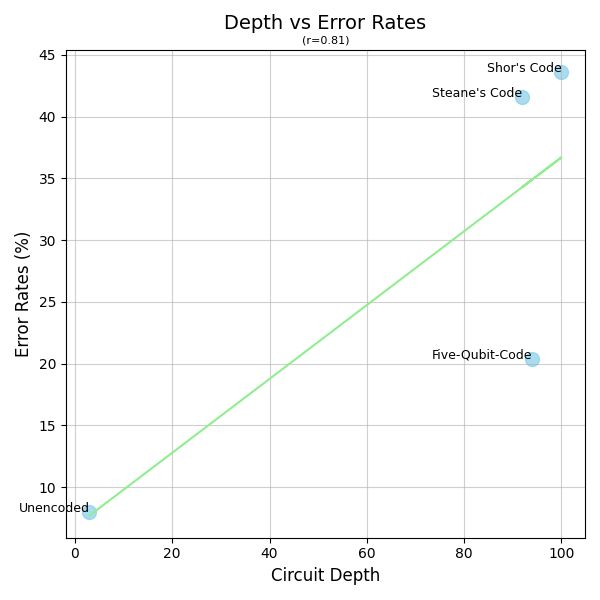 Depth vs Error Rates
(r=0.81)
45
40
35
30
25
20
15
10
Error Rates (%)
Shor's Code
Steane's Code
Five-Qubit-Code
Unencoded
0 20 40 60 80 100
Circuit Depth